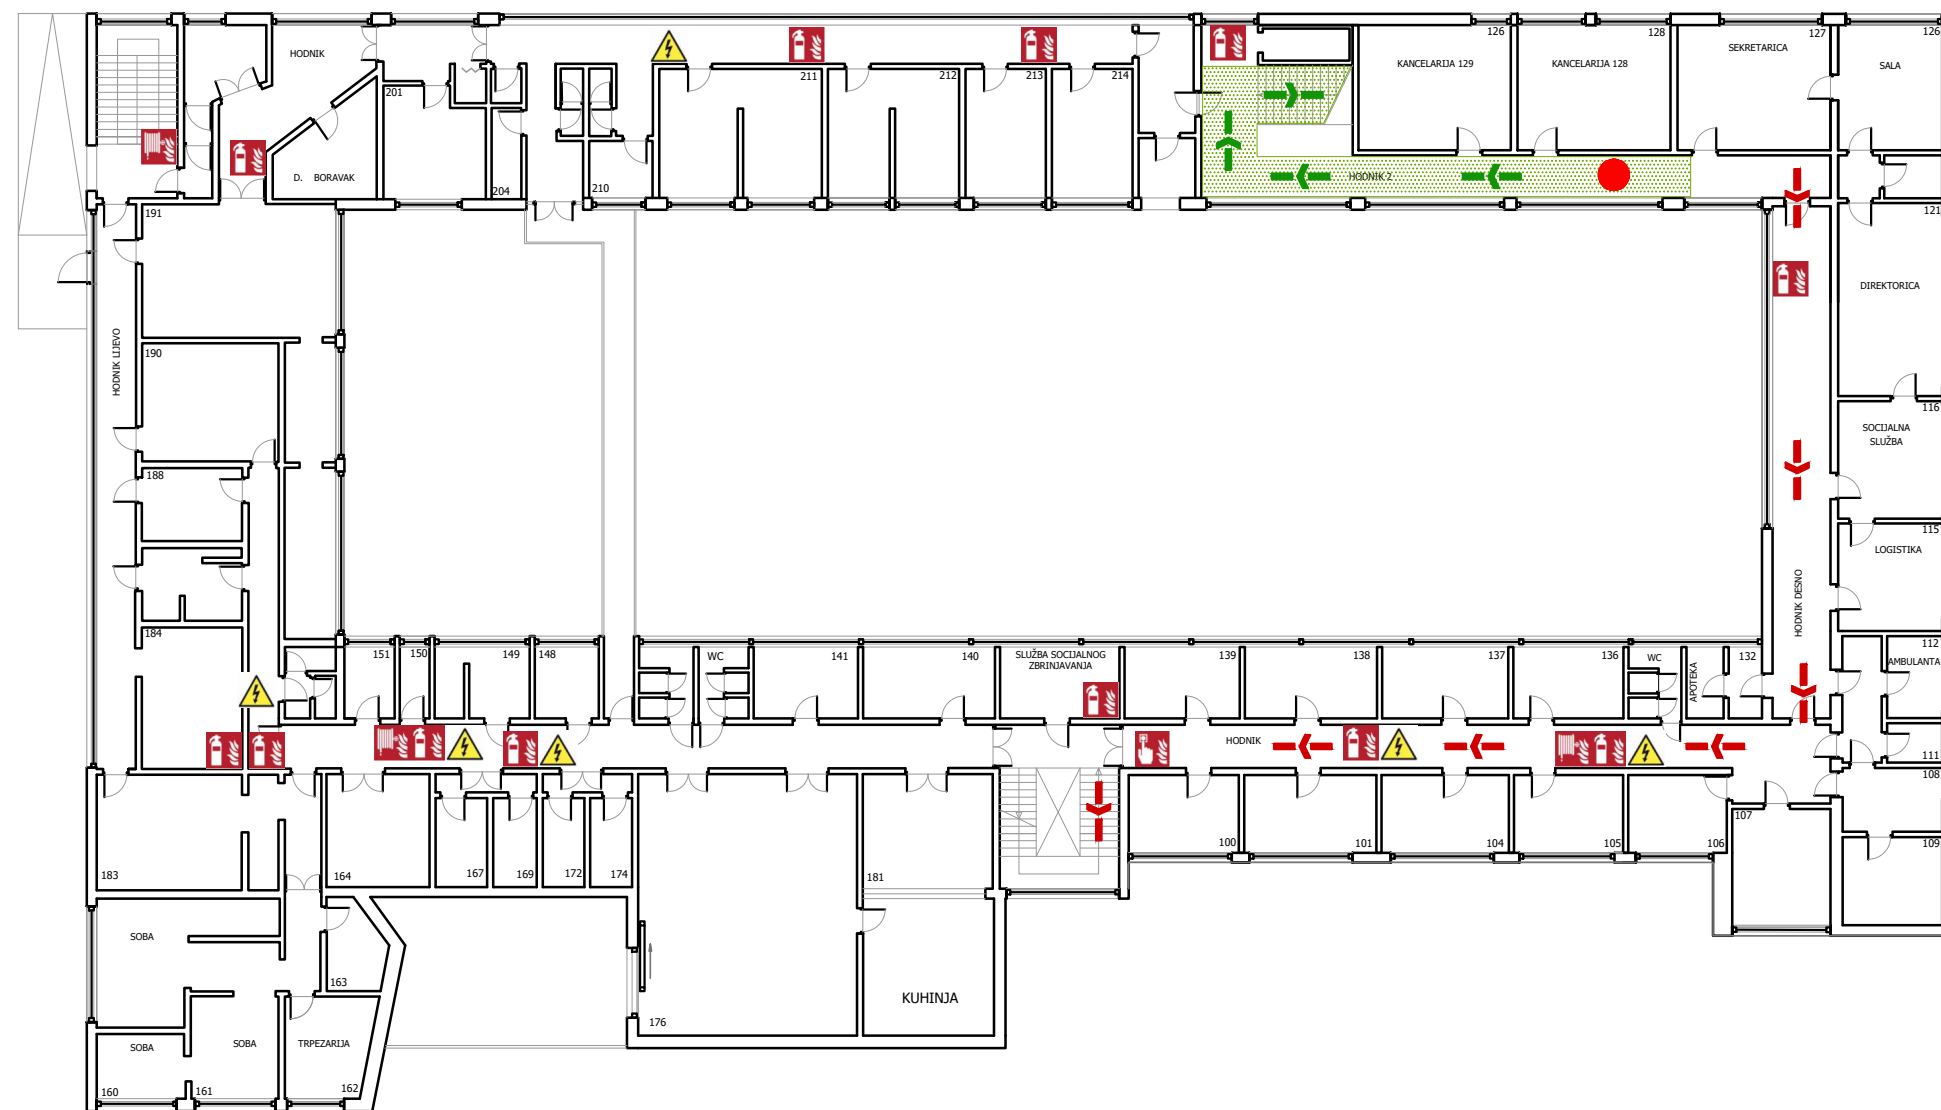 126
128
127
126
HODNIK
SEKRETARICA
KANCELARIJA 129
KANCELARIJA 128
SALA
211
212
213
214
201
D. BORAVAK
HODNIK 2
204
210
191
121
DIREKTORICA
HODNIK LIJEVO
190
116
SOCIJALNA
SLUŽBA
188
115
LOGISTIKA
HODNIK DESNO
184
112
151
150
149
148
WC
141
140
SLUŽBA SOCIJALNOG
ZBRINJAVANJA
139
138
137
136
WC
APOTEKA
132
AMBULANTA
HODNIK
111
108
107
100
101
104
105
106
109
183
164
167
169
172
174
181
SOBA
163
KUHINJA
176
SOBA
SOBA
TRPEZARIJA
160
161
162